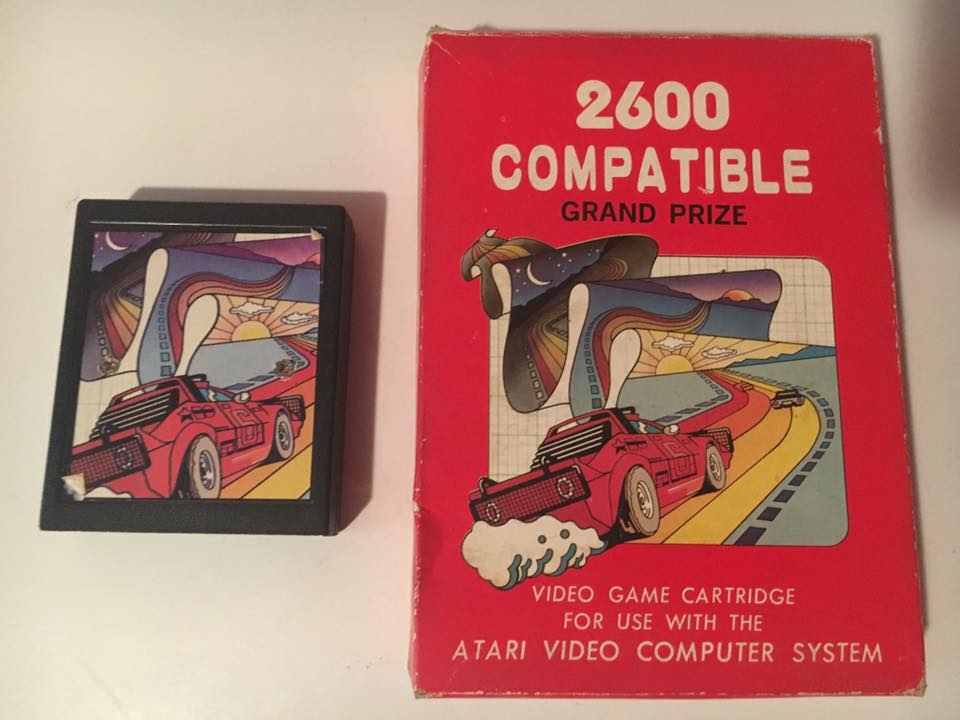 2600
COMPATIBLE
GRAND PRIZE
VIDEO GAME CARTRIDGE
FOR USE WITH THE
ATARI VIDEO COMPUTER SYSTEM